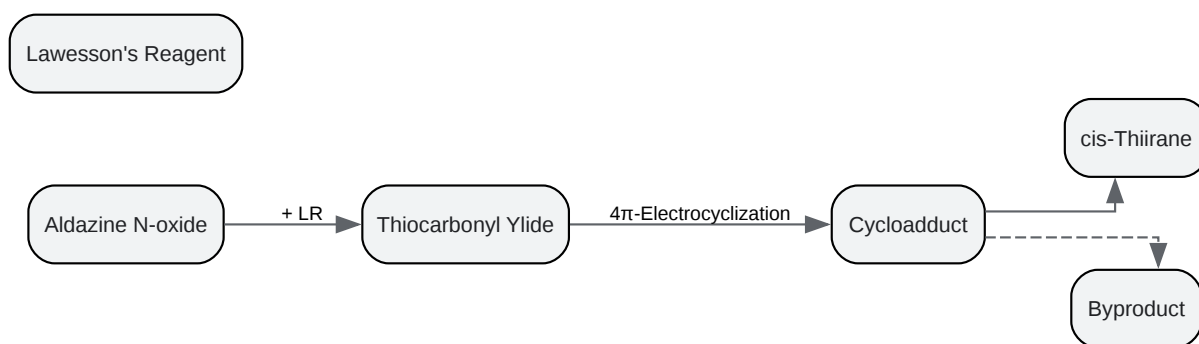 Lawesson's Reagent
cis-Thiirane
Aldazine N-oxide
+ LR
Thiocarbonyl Ylide
4π-Electrocyclization
Cycloadduct
Byproduct